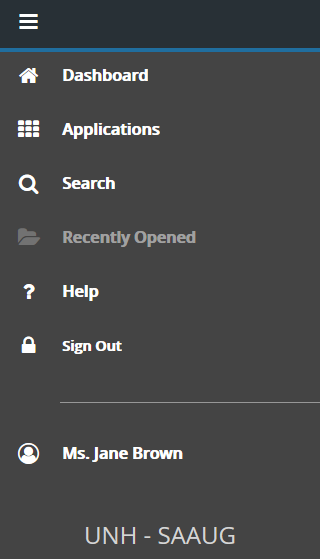 Dashboard
Applications
Search
Recently Opened
? Help
Sign Out
Ms. Jane Brown
UNH - SAAUG